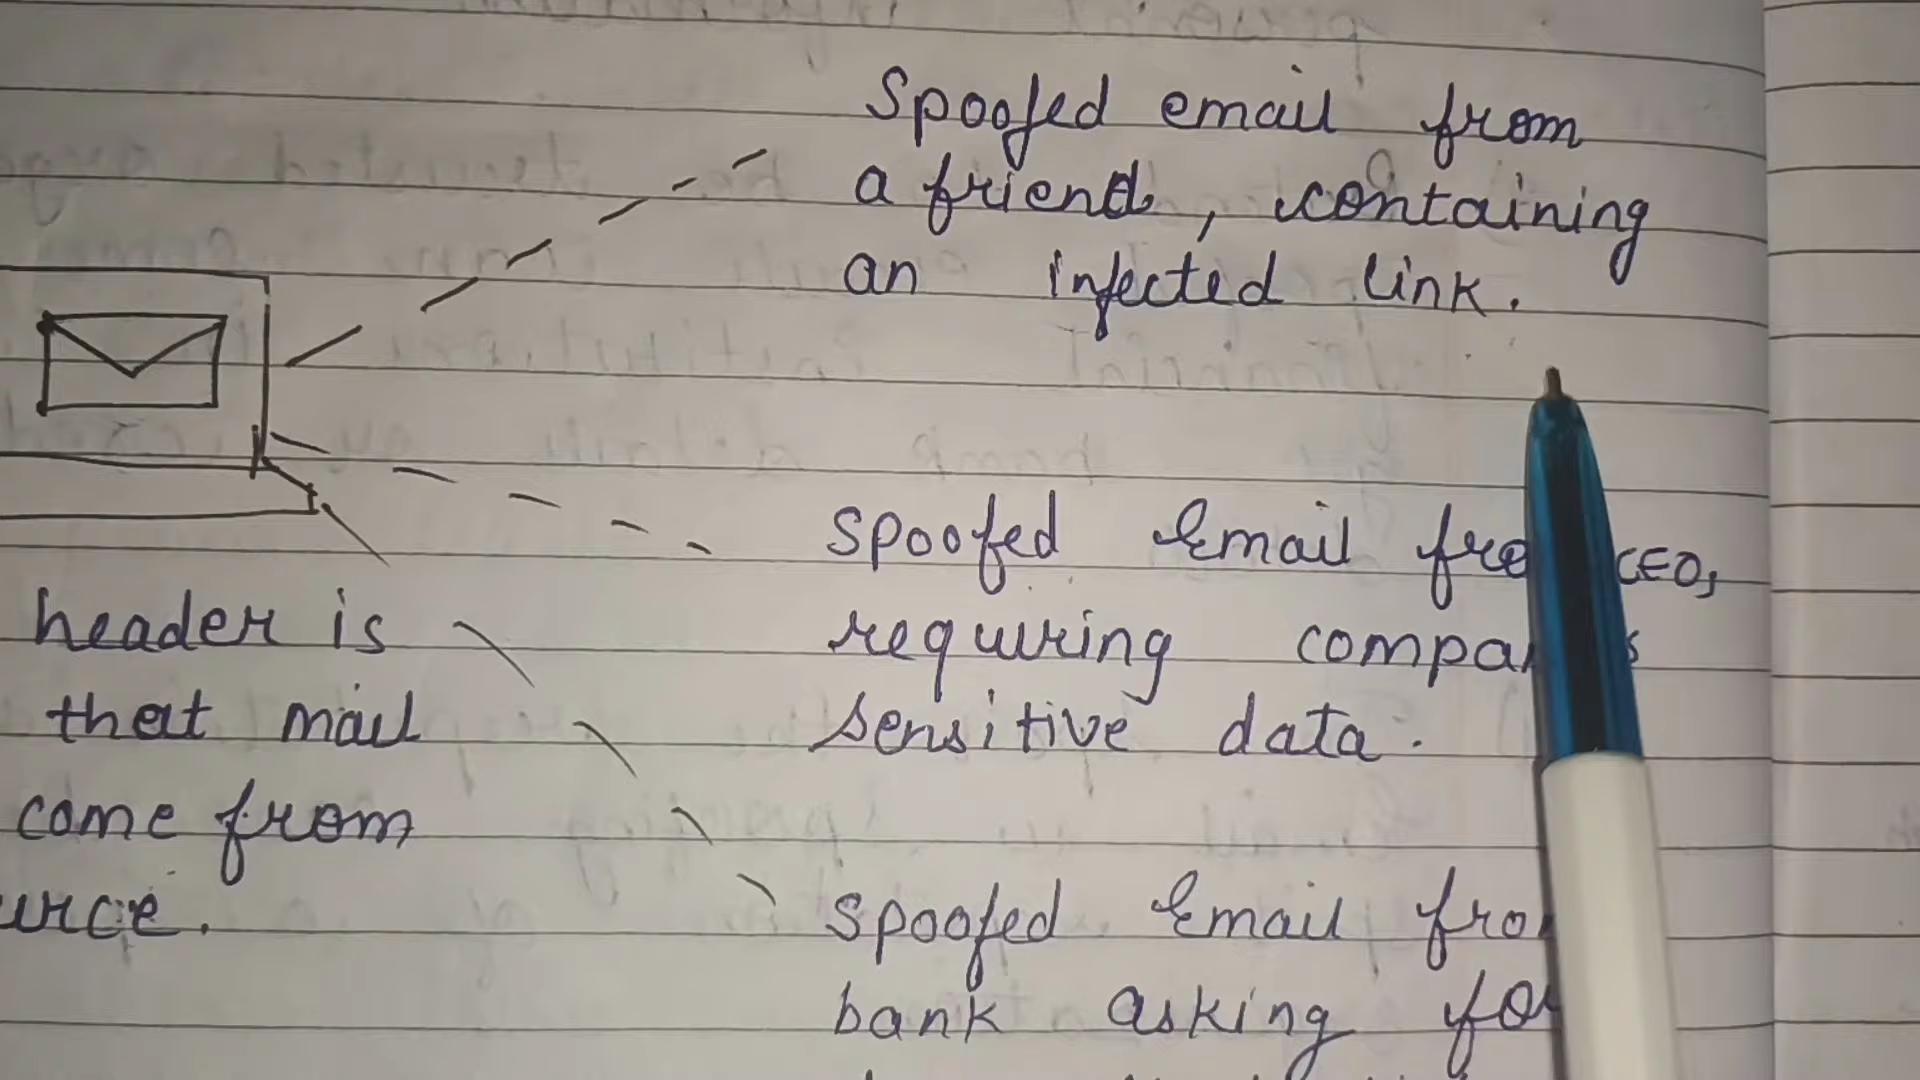 Spoofed email from
a friend, containing
an infected link.
Spoofed Email CEO,
requiring
sensitive data.
Spoofed Email
bank asking
header is
that mail
come from